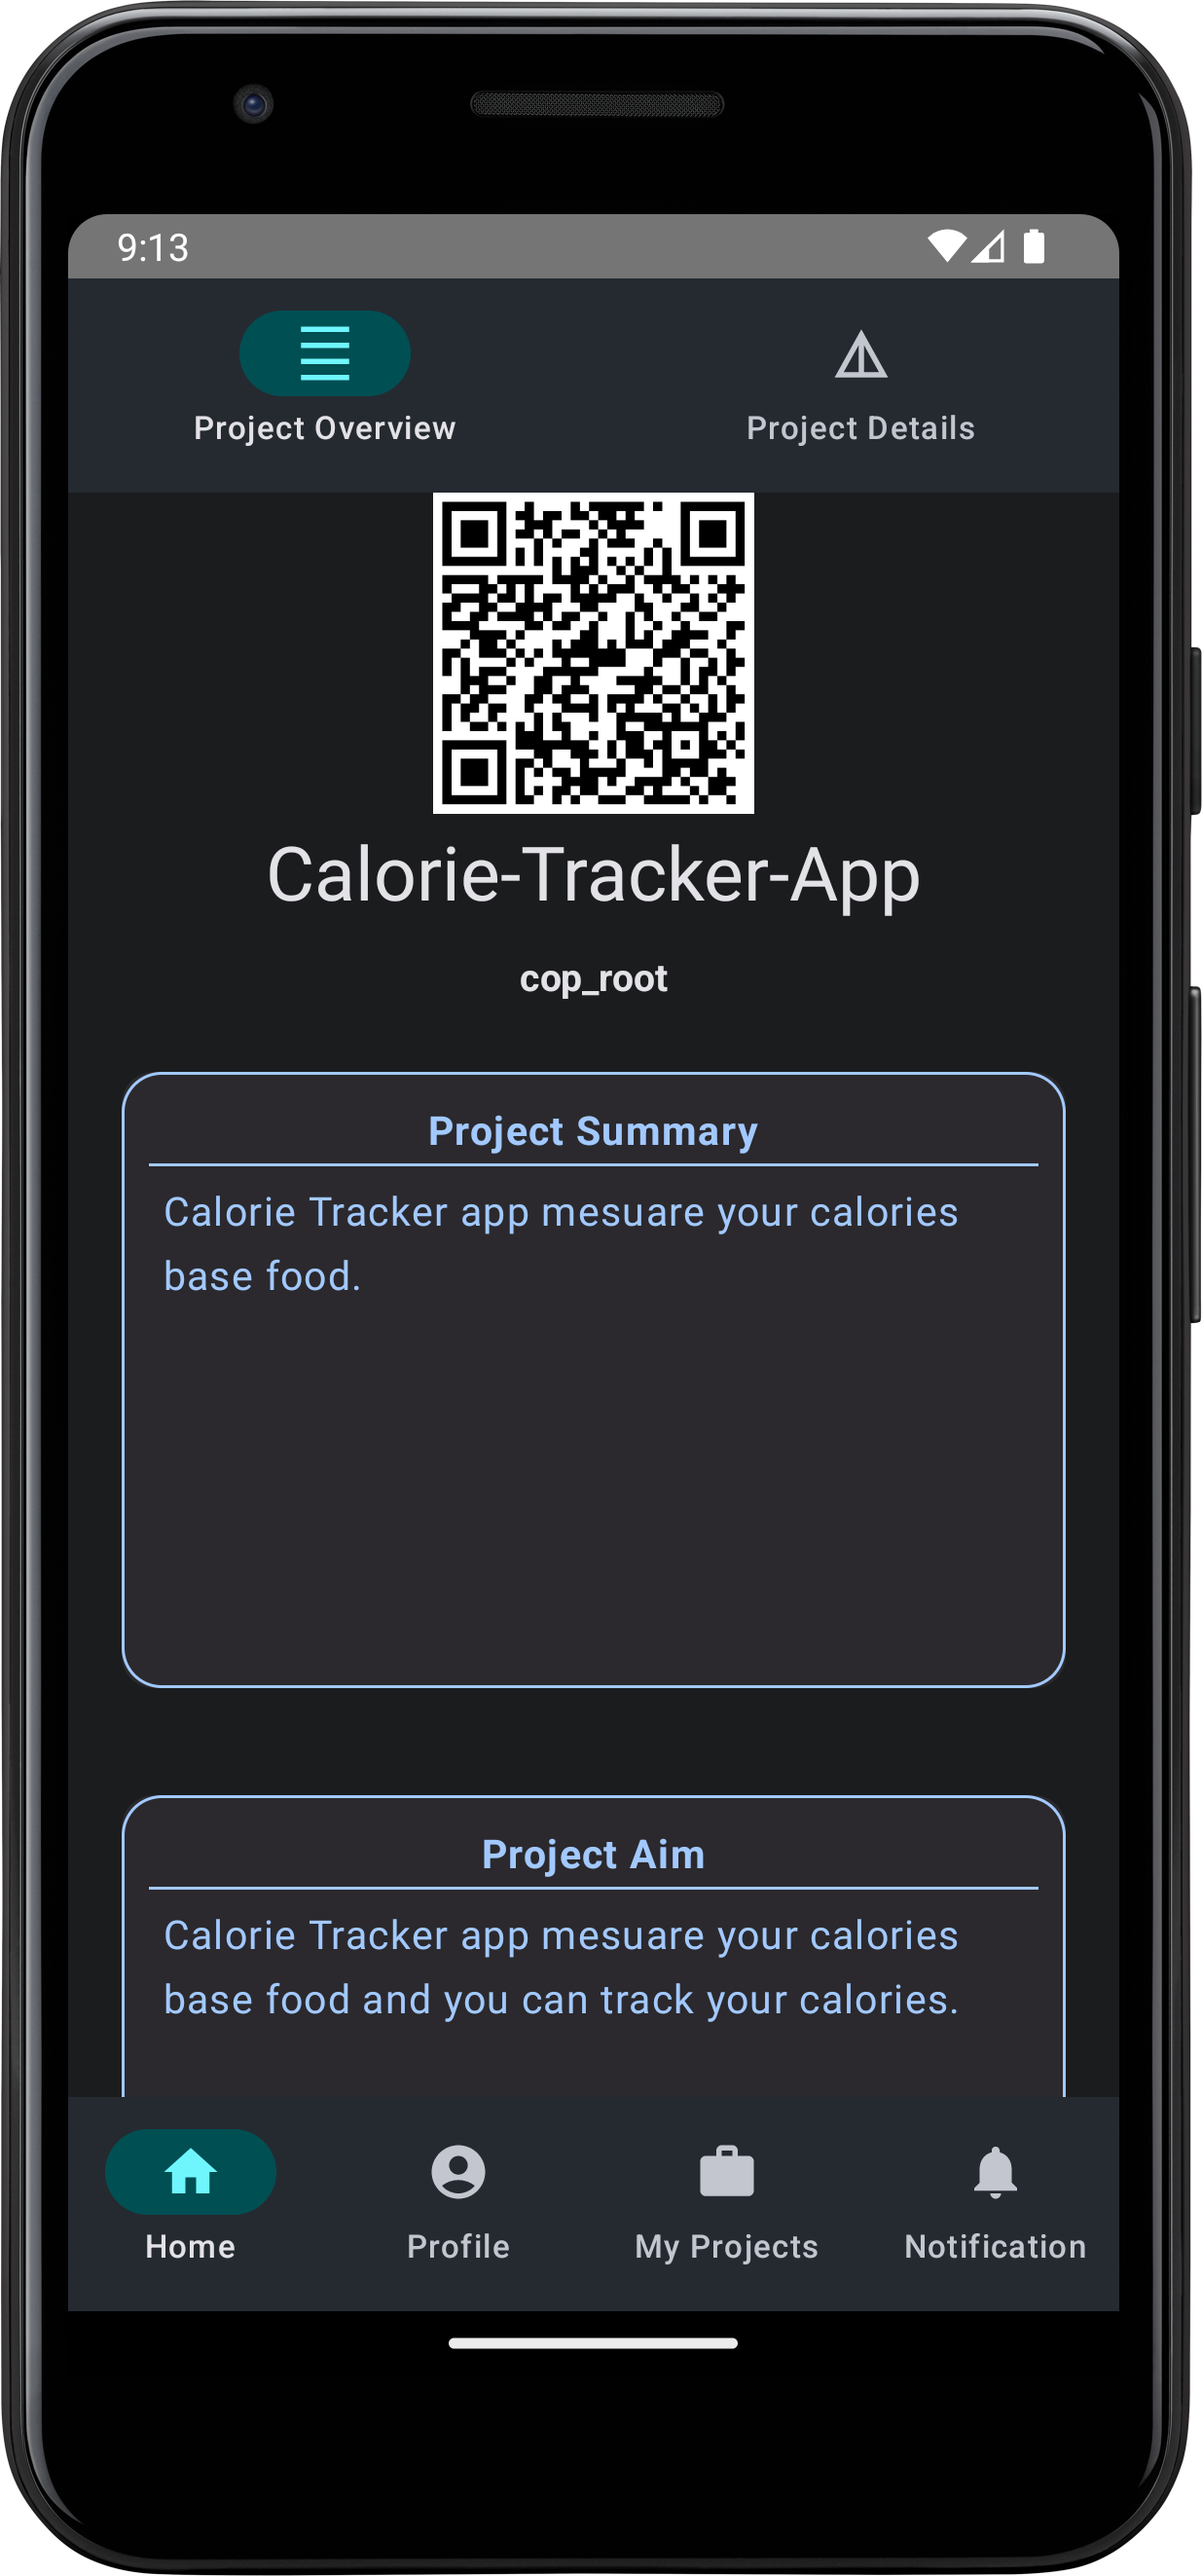 9:13
Project Overview
Project Details
Calorie-Tracker-App
cop_root
Project Summary
Calorie Tracker app mesuare your calories
base food.
Project Aim
Calorie Tracker app mesuare your calories
base food and you can track your calories.
Home
Profile
My Projects
Notification